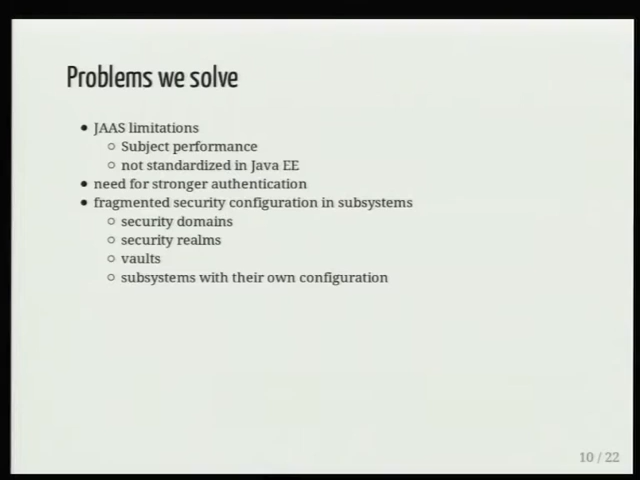 Problems we solve
• JAAS limitations
○ Subject performance
○ not standardized in Java EE
• need for stronger authentication
• fragmented security configuration in subsystems
○ security domains
○ security realms
○ vaults
○ subsystems with their own configuration
10 / 22